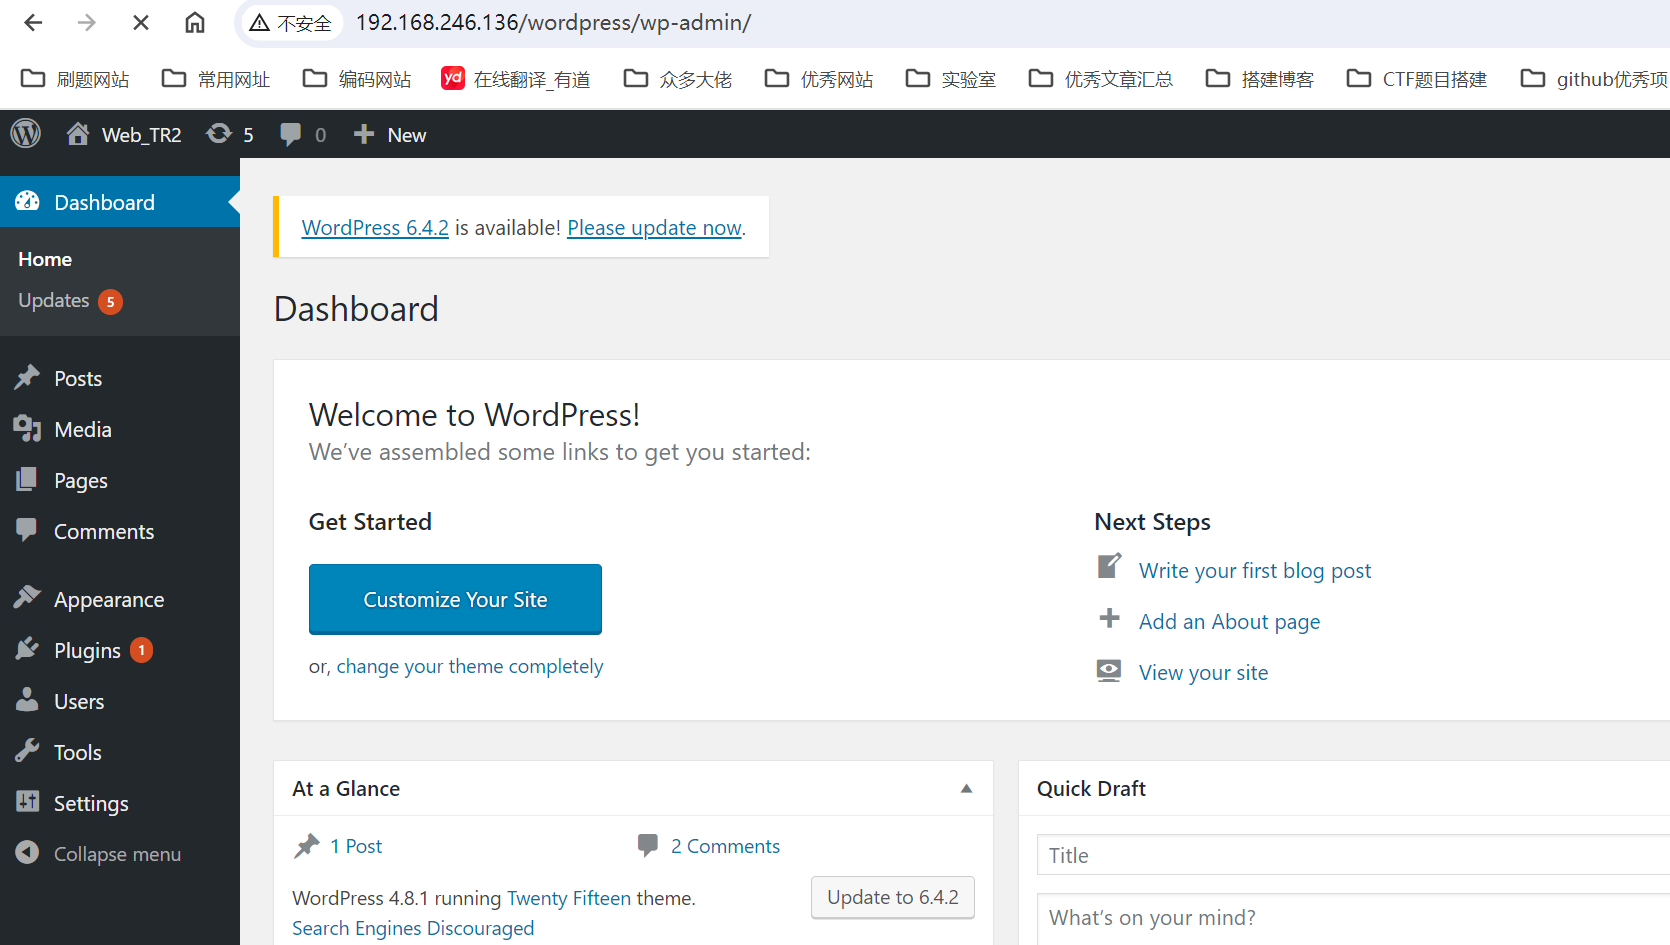 不安全 192.168.246.136/wordpress/wp-admin/
刷题网站 常用网址 编码网站 yd 在线翻译_有道 众多大佬 优秀网站 实验室 优秀文章汇总 搭建博客 CTF题目搭建 github优秀项
Web_TR2 5 0 New
Dashboard
Home
Updates 5
Posts
Media
Pages
Comments
Appearance
Plugins 1
Users
Tools
Settings
Collapse menu
WordPress 6.4.2 is available! Please update now.
Dashboard
Welcome to WordPress!
We’ve assembled some links to get you started:
Get Started
Customize Your Site
or, change your theme completely
Next Steps
Write your first blog post
Add an About page
View your site
At a Glance
1 Post 2 Comments
WordPress 4.8.1 running Twenty Fifteen theme. Update to 6.4.2
Search Engines Discouraged
Quick Draft
Title
What’s on your mind?